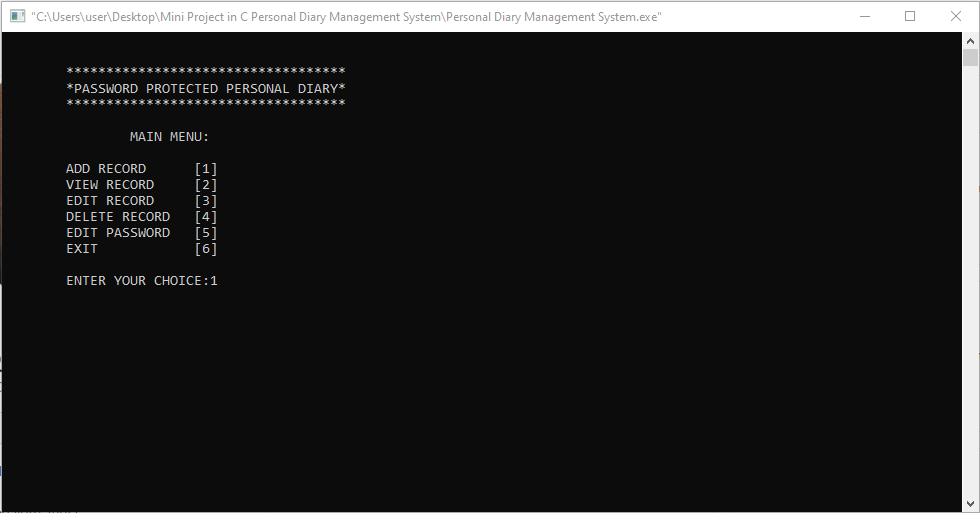 "C:\Users\user\Desktop\Mini Project in C Personal Diary Management System\Personal Diary Management System.exe"
***********************************
*PASSWORD PROTECTED PERSONAL DIARY*
***********************************
MAIN MENU:
ADD RECORD [1]
VIEW RECORD [2]
EDIT RECORD [3]
DELETE RECORD [4]
EDIT PASSWORD [5]
EXIT [6]
ENTER YOUR CHOICE:1